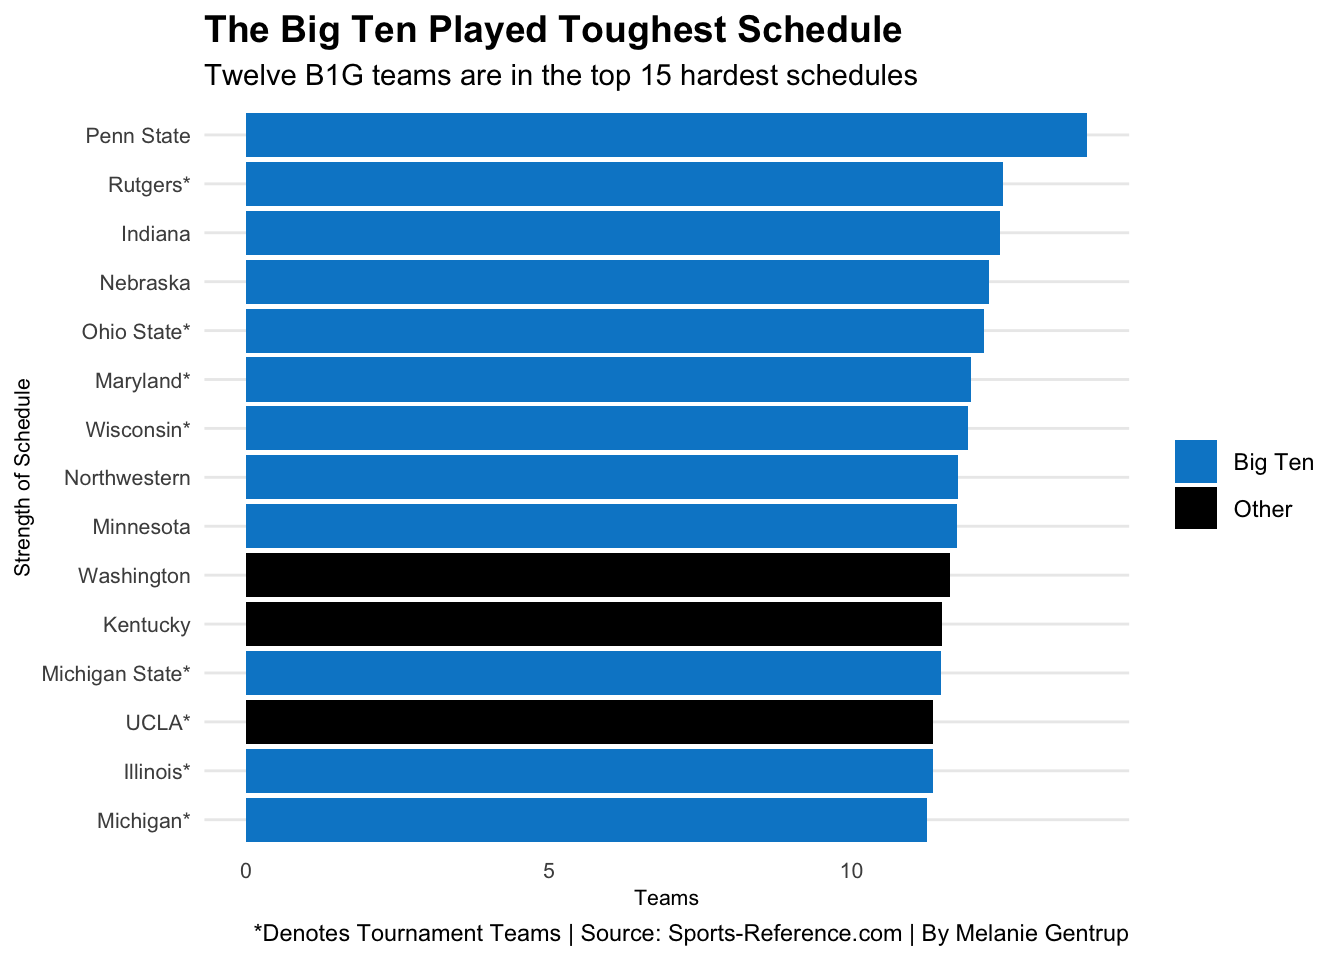 The Big Ten Played Toughest Schedule
Twelve B1G teams are in the top 15 hardest schedules
Penn State
Rutgers*
Indiana
Nebraska
Ohio State*
Maryland*
Wisconsin*
Northwestern
Minnesota
Washington
Kentucky
Michigan State*
UCLA*
Illinois*
Michigan*
Strength of Schedule
0 5 10
Teams
Big Ten
Other
*Denotes Tournament Teams | Source: Sports-Reference.com | By Melanie Gentrup